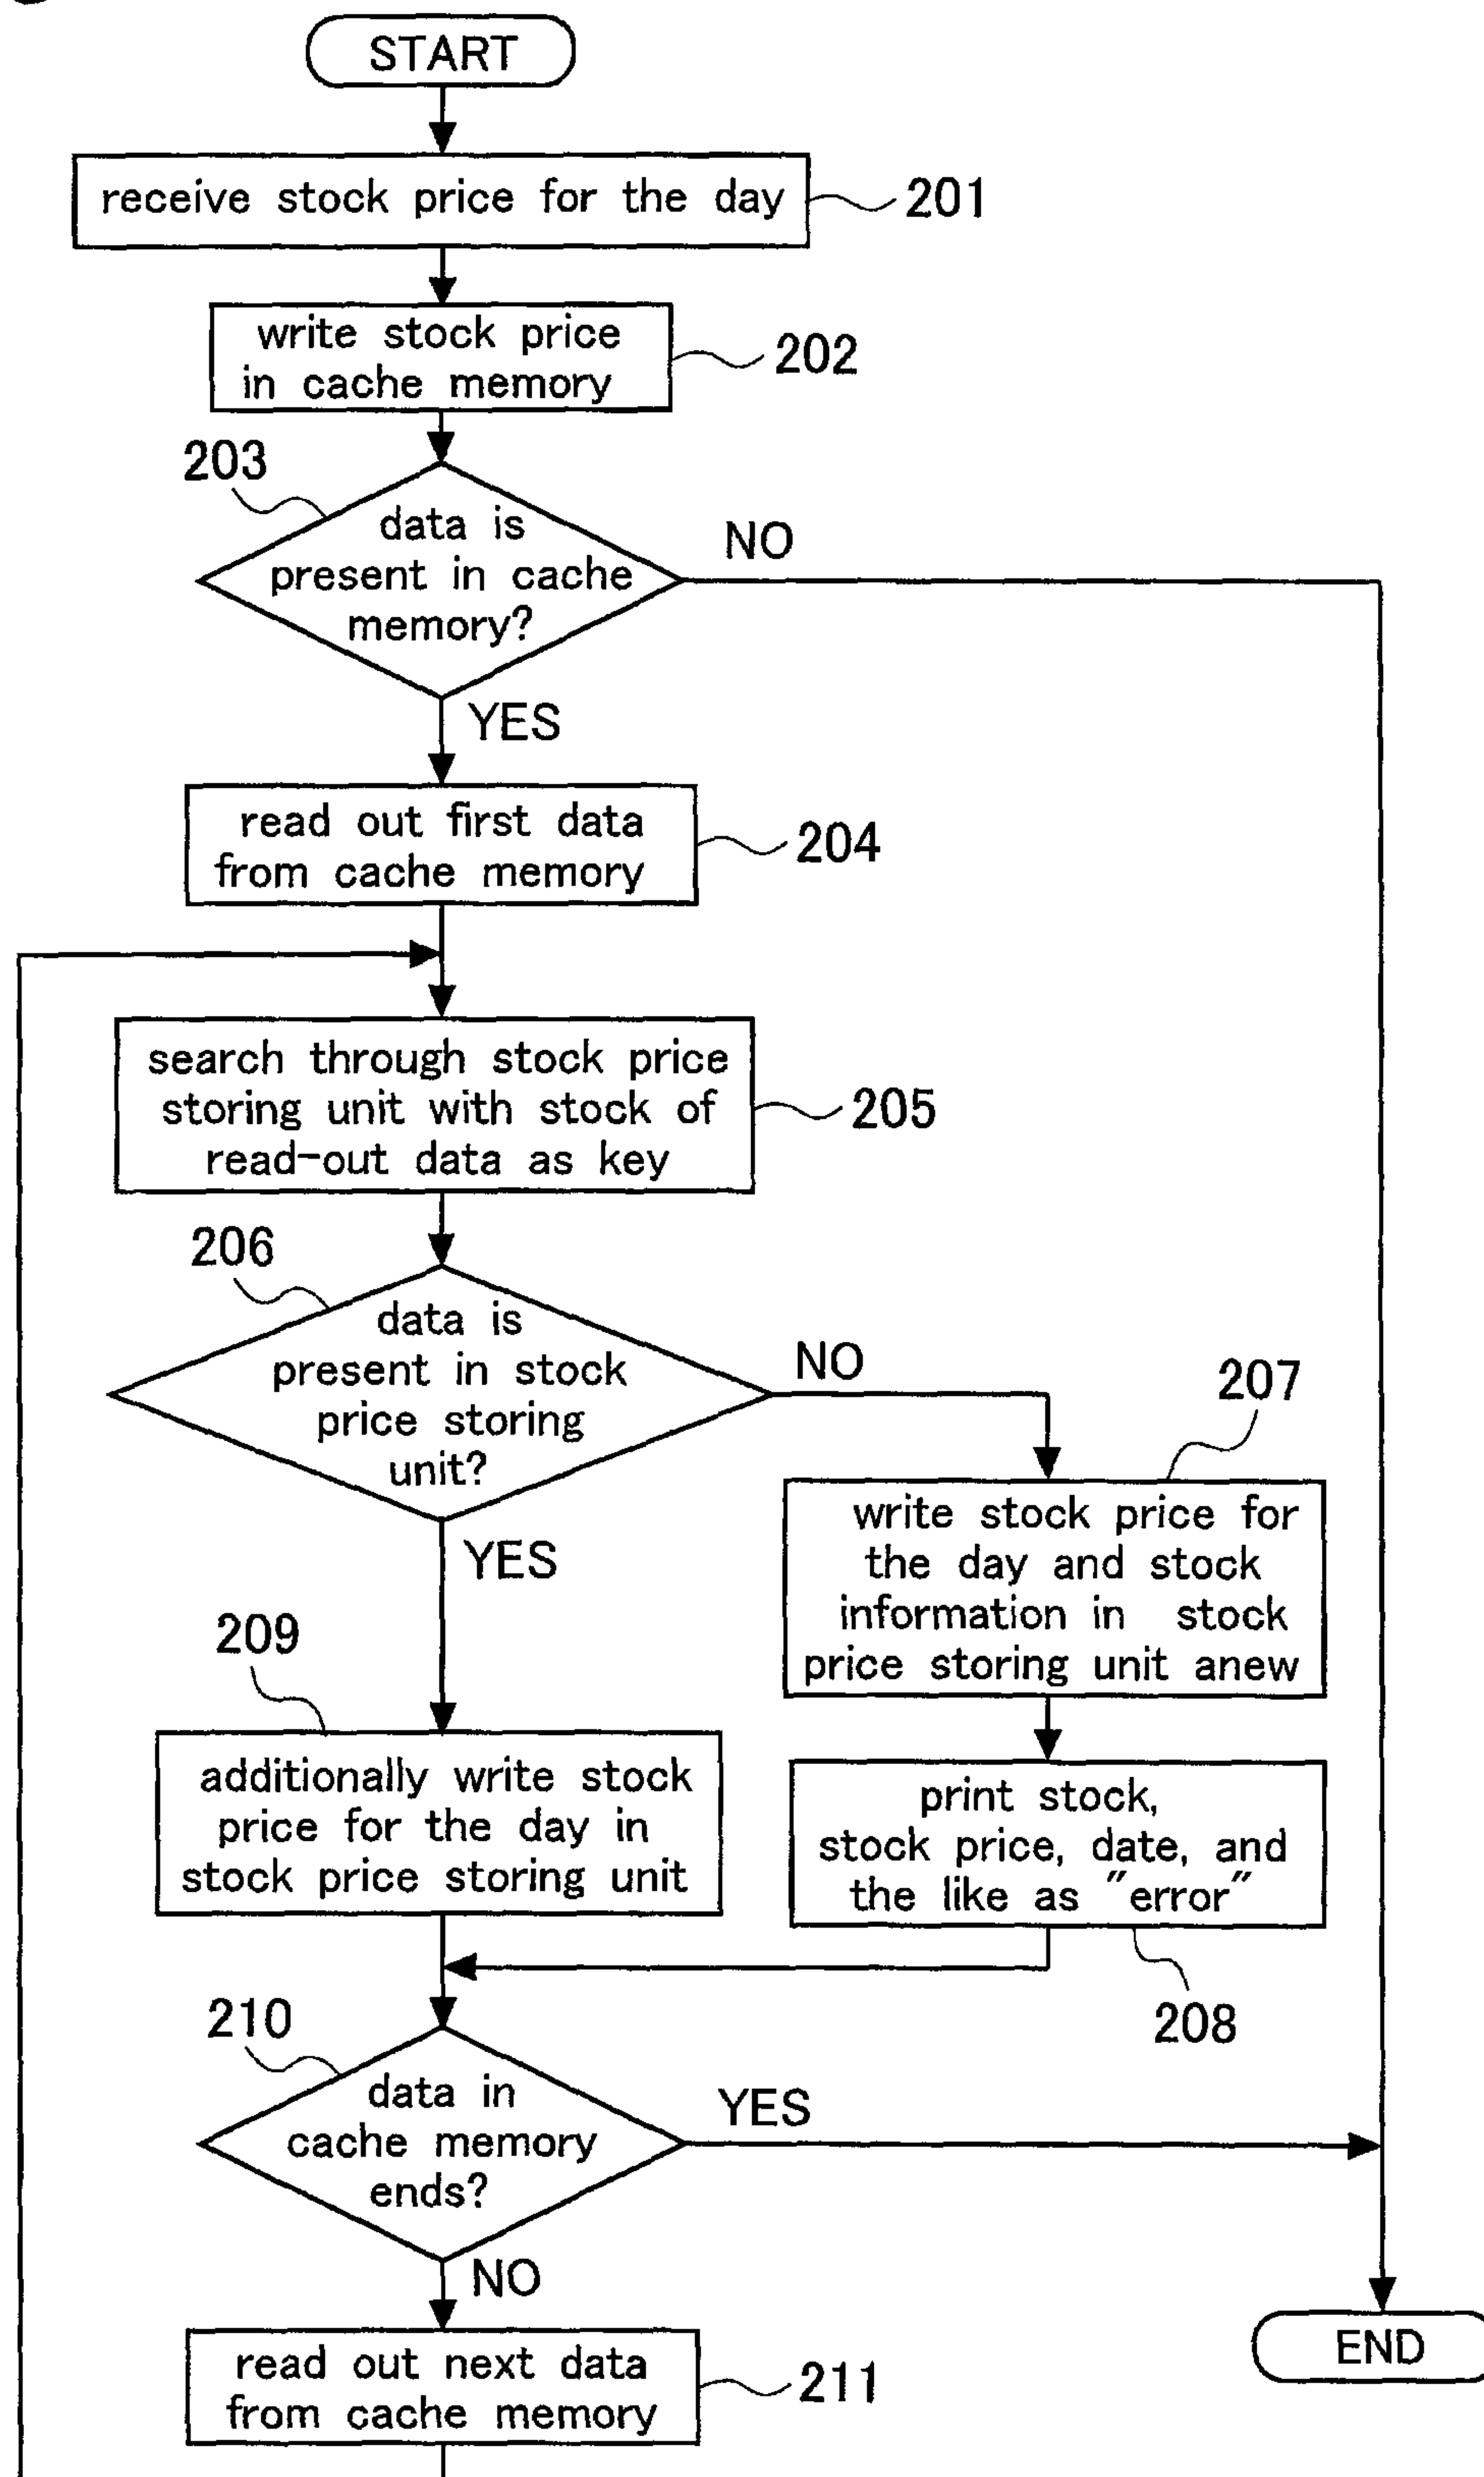 START
receive stock price for the day
201
write stock price
in cache memory
202
203
data is
present in cache
memory?
NO
YES
read out first data
from cache memory
204
search through stock price
storing unit with stock of
read-out data as key
205
206
data is
present in stock
price storing
unit?
NO
YES
207
write stock price for
the day and stock
information in stock
price storing unit anew
209
additionally write stock
price for the day in
stock price storing unit
print stock,
stock price, date, and
the like as "error"
208
210
data in
cache memory
ends?
YES
NO
read out next data
from cache memory
211
END